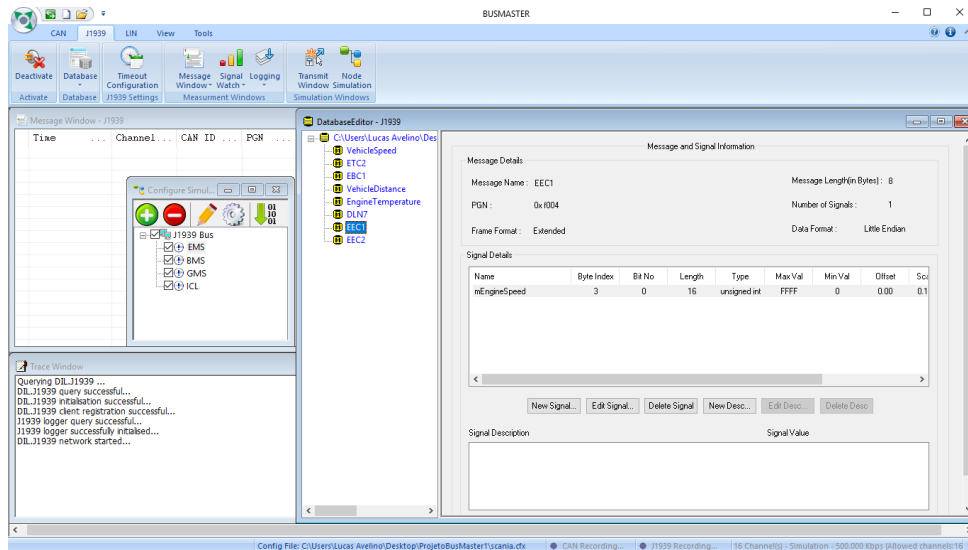 BUSMASTER
CAN J1939 LIN View Tools
Deactivate Database Timeout Configuration Message Window Signal Watch Logging Transmit Window Node Simulation
Activate Database J1939 Settings Measurment Windows Simulation Windows
Message Window - J1939
Time ... Channel... CAN ID ... PGN ...
Configure Simul...
J1939 Bus
EMS
BMS
GMS
ICL
Trace Window
Querying DIL.J1939 ...
DIL.J1939 query successful...
DIL.J1939 initialisation successful...
DIL.J1939 client registration successful...
J1939 logger query successful...
J1939 logger successfully initialised...
DIL.J1939 network started...
DatabaseEditor - J1939
C:\Users\Lucas Avelino\Des
VehicleSpeed
ETC2
EBC1
VehicleDistance
EngineTemperature
DLN7
EEC1
EEC2
Message and Signal Information
Message Details
Message Name : EEC1 Message Length(in Bytes) : 8
PGN : 0xf004 Number of Signals : 1
Frame Format : Extended Data Format : Little Endian
Signal Details
Name Byte Index Bit No Length Type Max Val Min Val Offset Sca
mEngineSpeed 3 0 16 unsigned int FFFF 0 0.00 0.1
New Signal... Edit Signal... Delete Signal New Desc... Edit Desc... Delete Desc
Signal Description Signal Value
Config File: C:\Users\Lucas Avelino\Desktop\ProjetoBusMaster1\scania.cfx CAN Recording... J1939 Recording... 16 Channel(s) - Simulation - 500.000 Kbps (Allowed channels:16